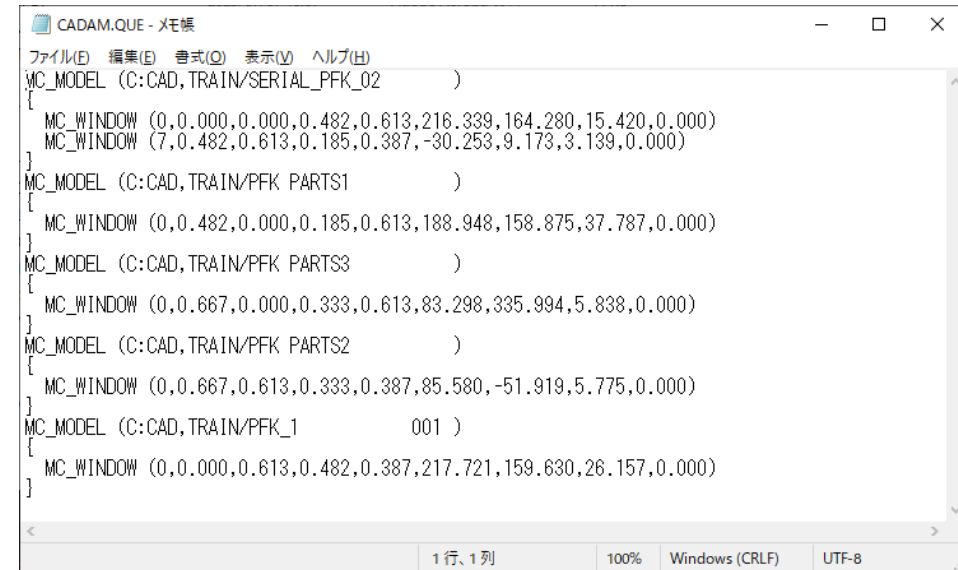 CADAM.QUE - メモ帳
ファイル(F) 編集(E) 書式(O) 表示(V) ヘルプ(H)
MC_MODEL (C:CAD,TRAIN/SERIAL_PFK_02        )
{
  MC_WINDOW (0,0.000,0.000,0.482,0.613,216.339,164.280,15.420,0.000)
  MC_WINDOW (7,0.482,0.613,0.185,0.387,-30.253,9.173,3.139,0.000)
}
MC_MODEL (C:CAD,TRAIN/PFK PARTS1           )
{
  MC_WINDOW (0,0.482,0.000,0.185,0.613,188.948,158.875,37.787,0.000)
}
MC_MODEL (C:CAD,TRAIN/PFK PARTS3           )
{
  MC_WINDOW (0,0.667,0.000,0.333,0.613,83.298,335.994,5.838,0.000)
}
MC_MODEL (C:CAD,TRAIN/PFK PARTS2           )
{
  MC_WINDOW (0,0.667,0.613,0.333,0.387,85.580,-51.919,5.775,0.000)
}
MC_MODEL (C:CAD,TRAIN/PFK_1            001 )
{
  MC_WINDOW (0,0.000,0.613,0.482,0.387,217.721,159.630,26.157,0.000)
}
1 行、1 列 100% Windows (CRLF) UTF-8